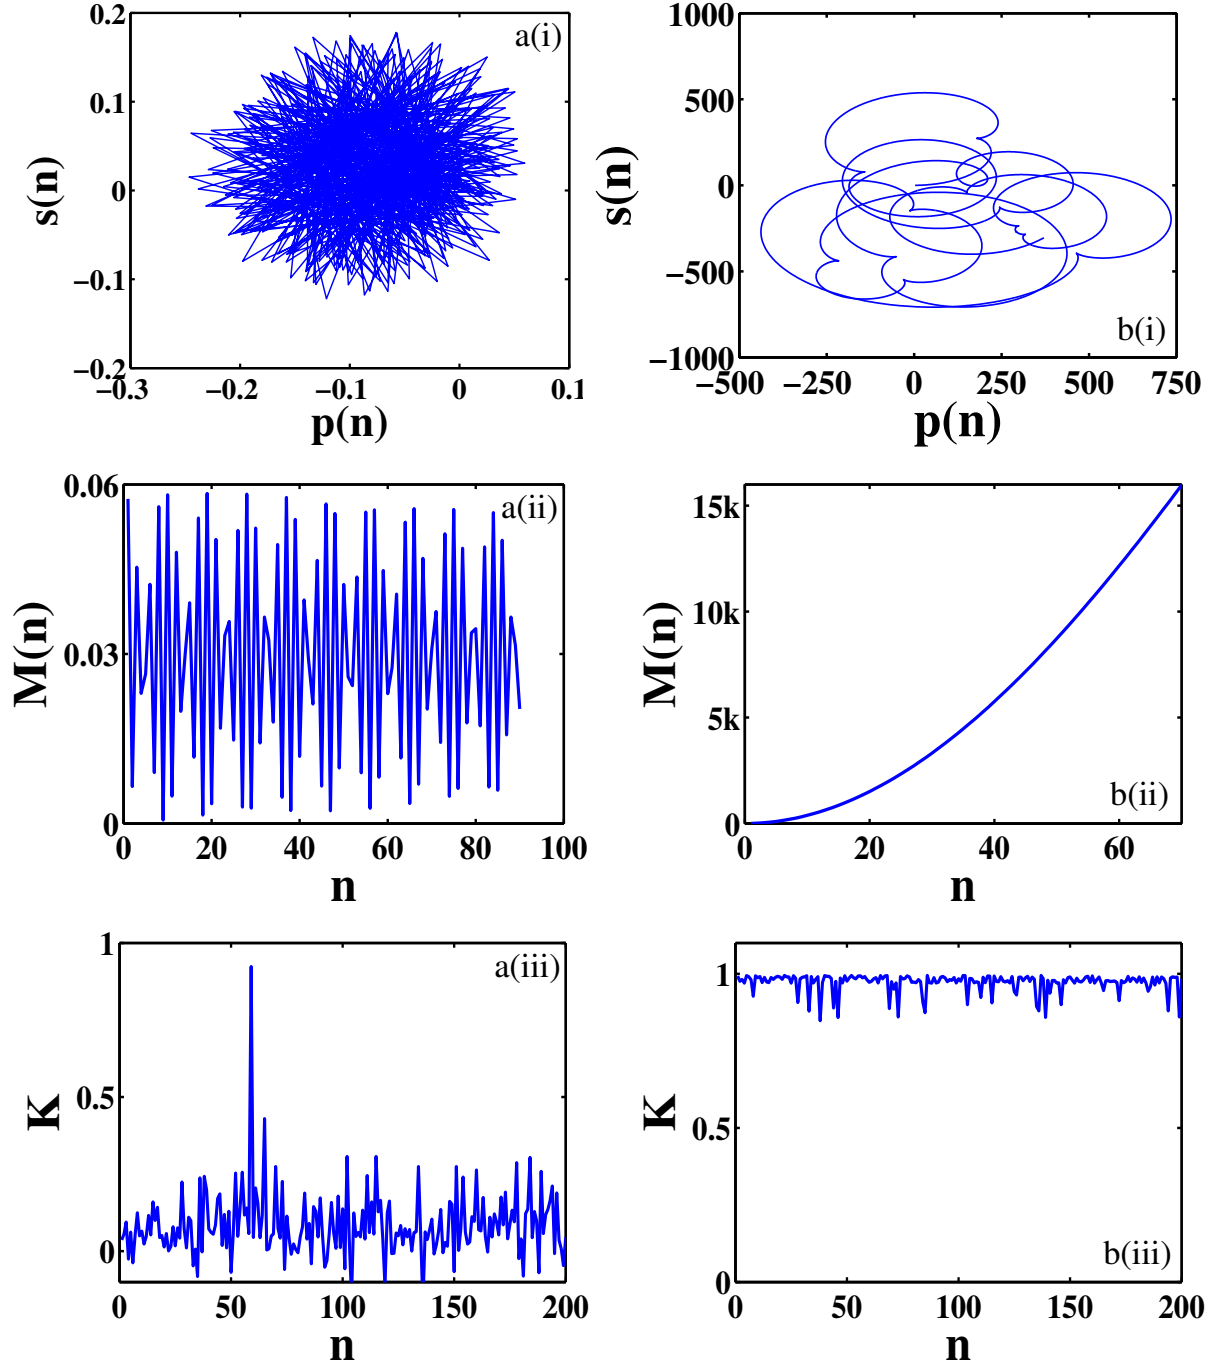 0.2
0.1
0
−0.1
−0.2
s(n)
a(i)
−0.3 −0.2 −0.1 0 0.1
p(n)
1000
500
0
−500
−1000
s(n)
b(i)
−500 −250 0 250 500 750
p(n)
0.06
0.03
0
M(n)
a(ii)
0 20 40 60 80 100
n
15k
10k
5k
0
M(n)
b(ii)
0 20 40 60
n
1
0.5
0
K
a(iii)
0 50 100 150 200
n
1
0.5
0
K
b(iii)
0 50 100 150 200
n